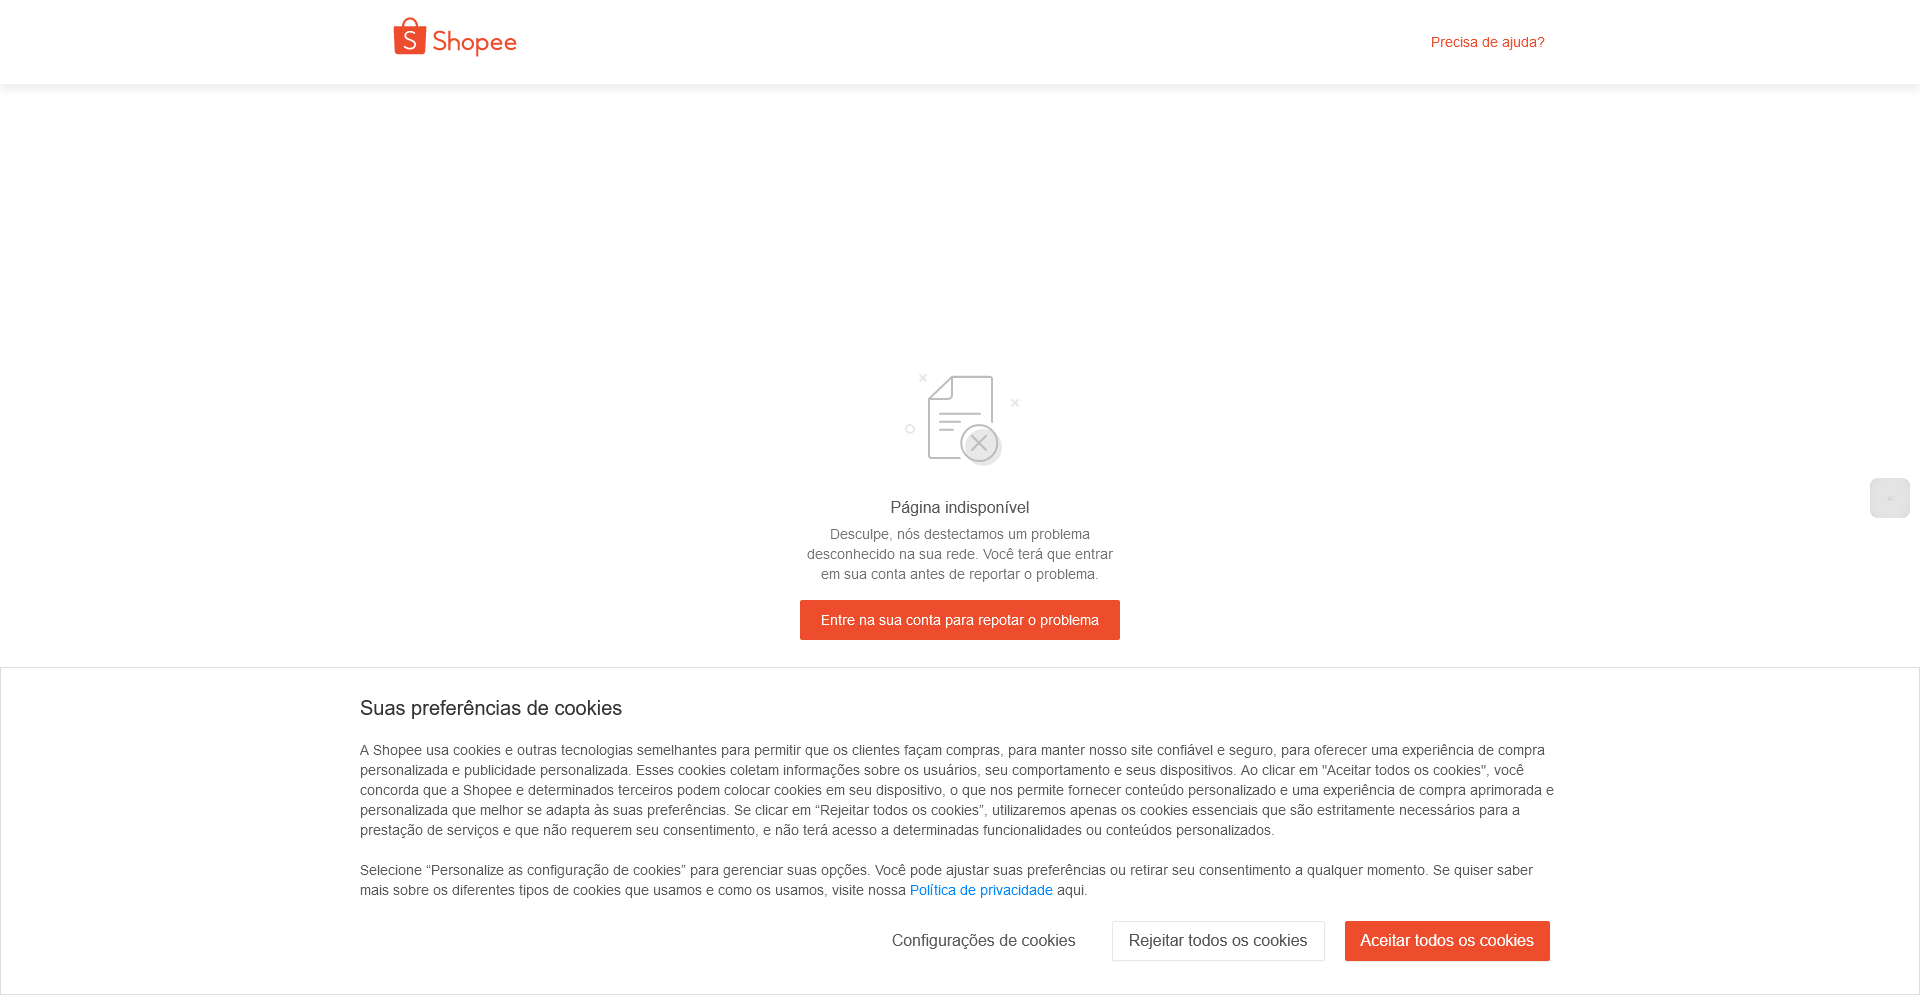 Shopee
Precisa de ajuda?
Página indisponível
Desculpe, nós destectamos um problema
desconhecido na sua rede. Você terá que entrar
em sua conta antes de reportar o problema.
Entre na sua conta para repotar o problema
Suas preferências de cookies
A Shopee usa cookies e outras tecnologias semelhantes para permitir que os clientes façam compras, para manter nosso site confiável e seguro, para oferecer uma experiência de compra
personalizada e publicidade personalizada. Esses cookies coletam informações sobre os usuários, seu comportamento e seus dispositivos. Ao clicar em "Aceitar todos os cookies", você
concorda que a Shopee e determinados terceiros podem colocar cookies em seu dispositivo, o que nos permite fornecer conteúdo personalizado e uma experiência de compra aprimorada e
personalizada que melhor se adapta às suas preferências. Se clicar em “Rejeitar todos os cookies”, utilizaremos apenas os cookies essenciais que são estritamente necessários para a
prestação de serviços e que não requerem seu consentimento, e não terá acesso a determinadas funcionalidades ou conteúdos personalizados.
Selecione “Personalize as configuração de cookies” para gerenciar suas opções. Você pode ajustar suas preferências ou retirar seu consentimento a qualquer momento. Se quiser saber
mais sobre os diferentes tipos de cookies que usamos e como os usamos, visite nossa Política de privacidade aqui.
Configurações de cookies
Rejeitar todos os cookies
Aceitar todos os cookies